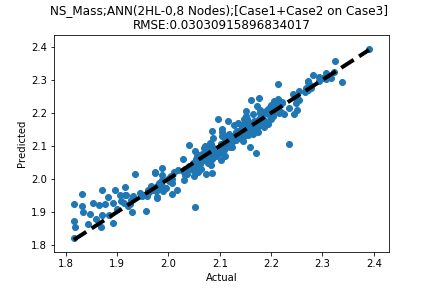 NS_Mass;ANN(2HL-0,8 Nodes);[Case1+Case2 on Case3]
RMSE:0.03030915896834017
2.4
2.3
2.2
2.1
2.0
1.9
1.8
Predicted
1.8 1.9 2.0 2.1 2.2 2.3 2.4
Actual